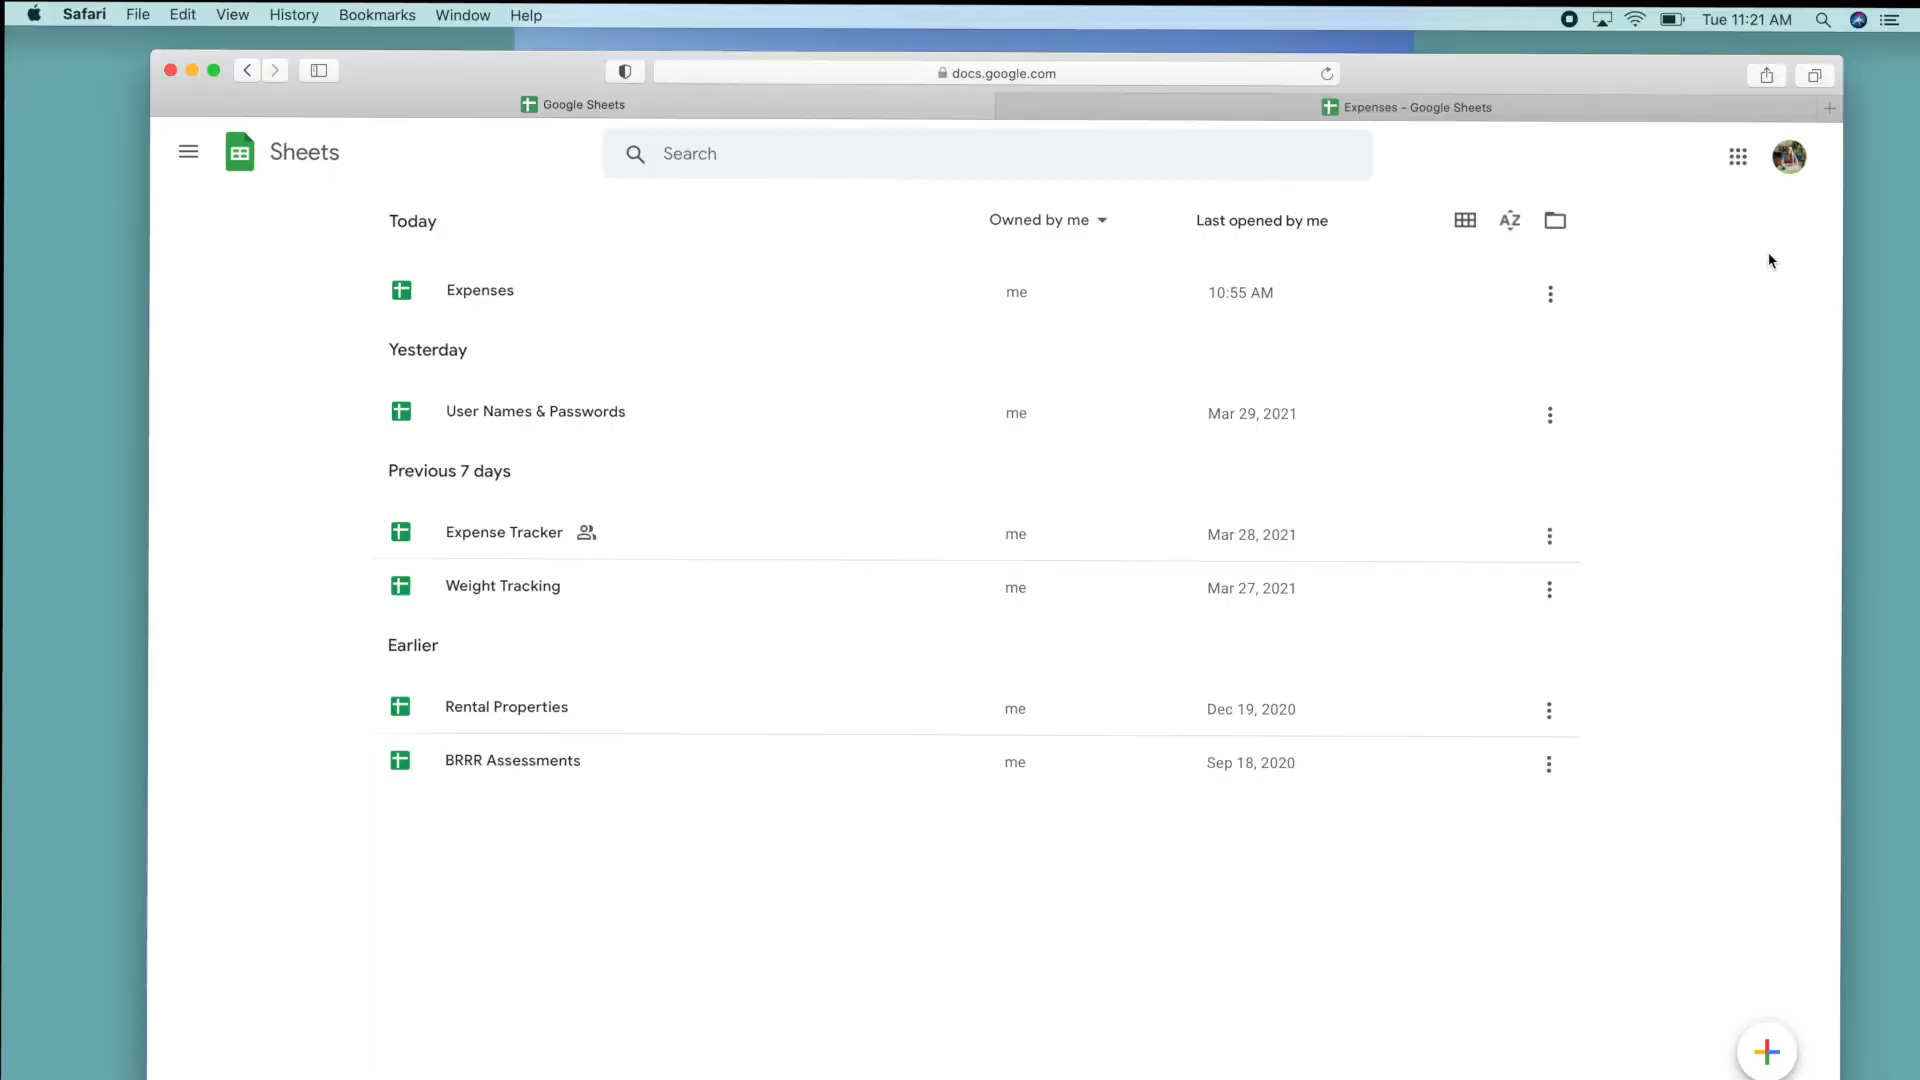 Safari File Edit View History Bookmarks Window Help Tue 11:21 AM
docs.google.com
Google Sheets Expenses - Google Sheets
Sheets Search
Today Owned by me Last opened by me AZ
Expenses me 10:55 AM
Yesterday
User Names & Passwords me Mar 29, 2021
Previous 7 days
Expense Tracker me Mar 28, 2021
Weight Tracking me Mar 27, 2021
Earlier
Rental Properties me Dec 19, 2020
BRRR Assessments me Sep 18, 2020